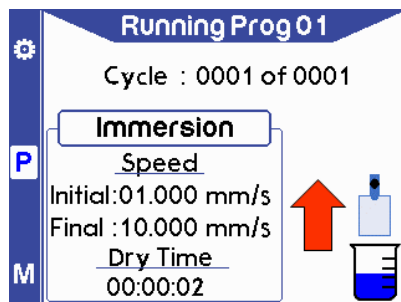 Running Prog 01
Cycle : 0001 of 0001
Immersion
Speed
Initial:01.000 mm/s
Final :10.000 mm/s
Dry Time
00:00:02
P
M